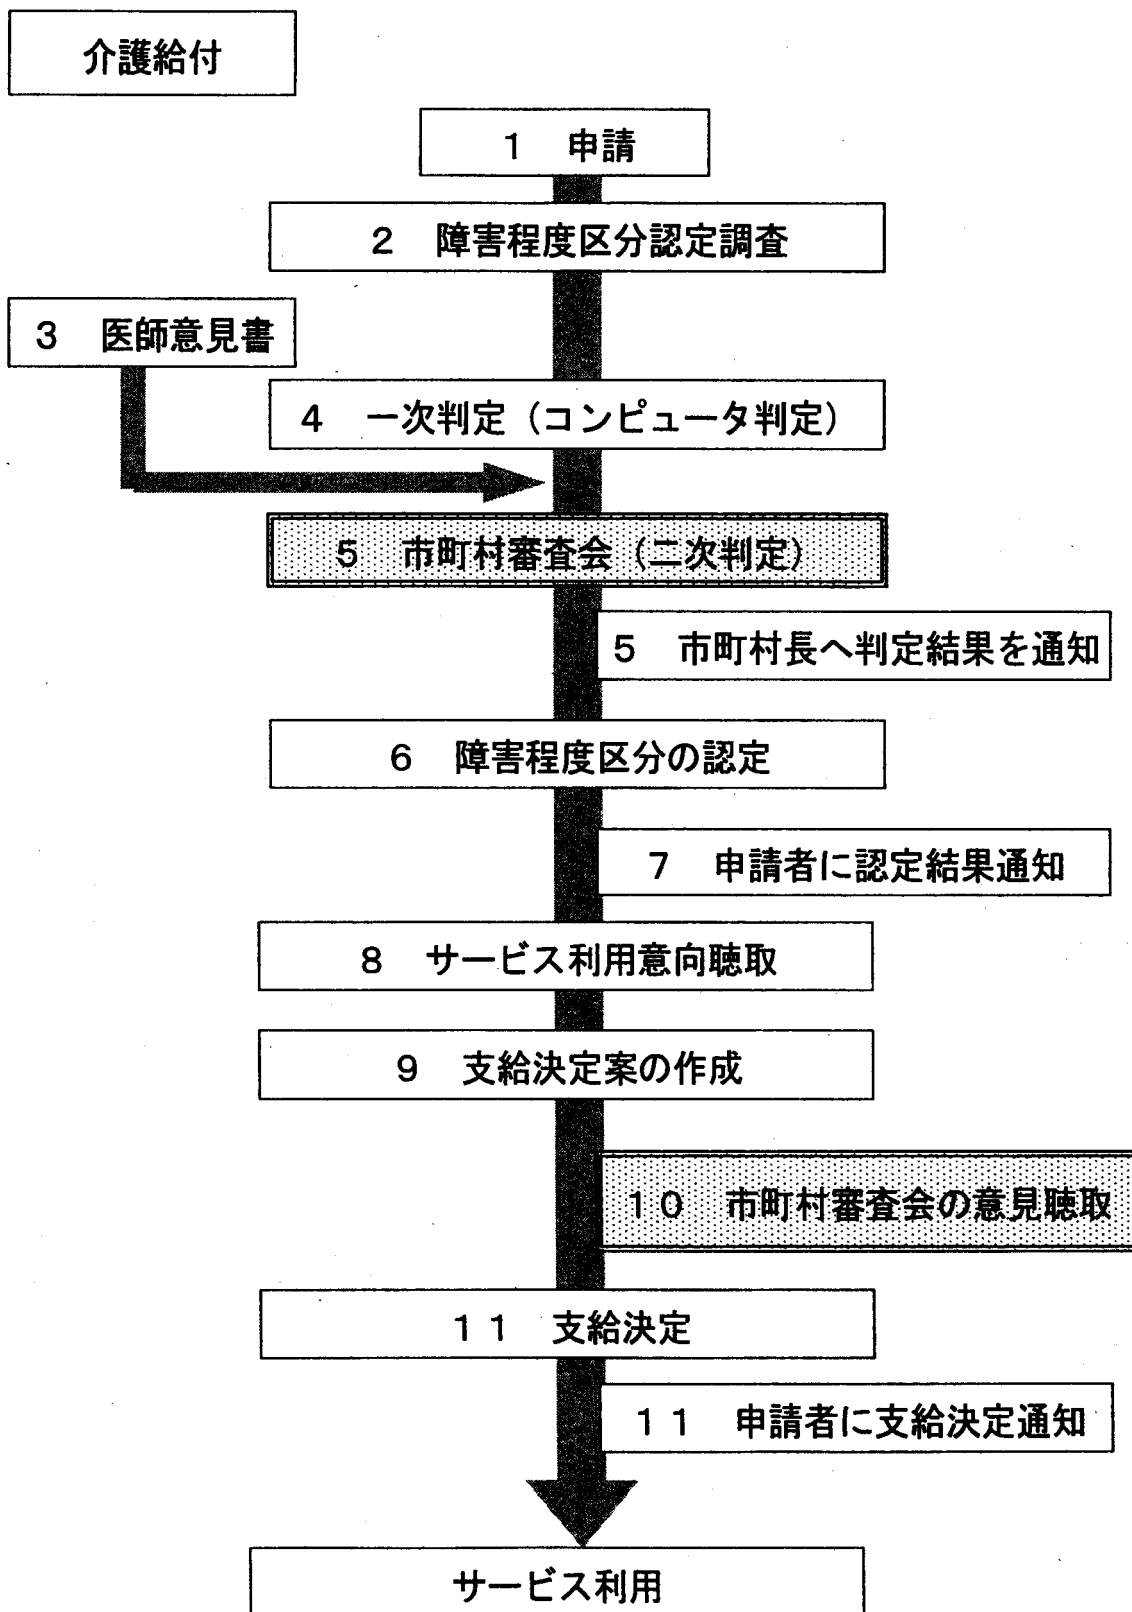 介護給付
１　申請
２　障害程度区分認定調査
３　医師意見書
４　一次判定（コンピュータ判定）
５　市町村審査会（二次判定）
５　市町村長へ判定結果を通知
６　障害程度区分の認定
７　申請者に認定結果通知
８　サービス利用意向聴取
９　支給決定案の作成
１０　市町村審査会の意見聴取
１１　支給決定
１１　申請者に支給決定通知
サービス利用